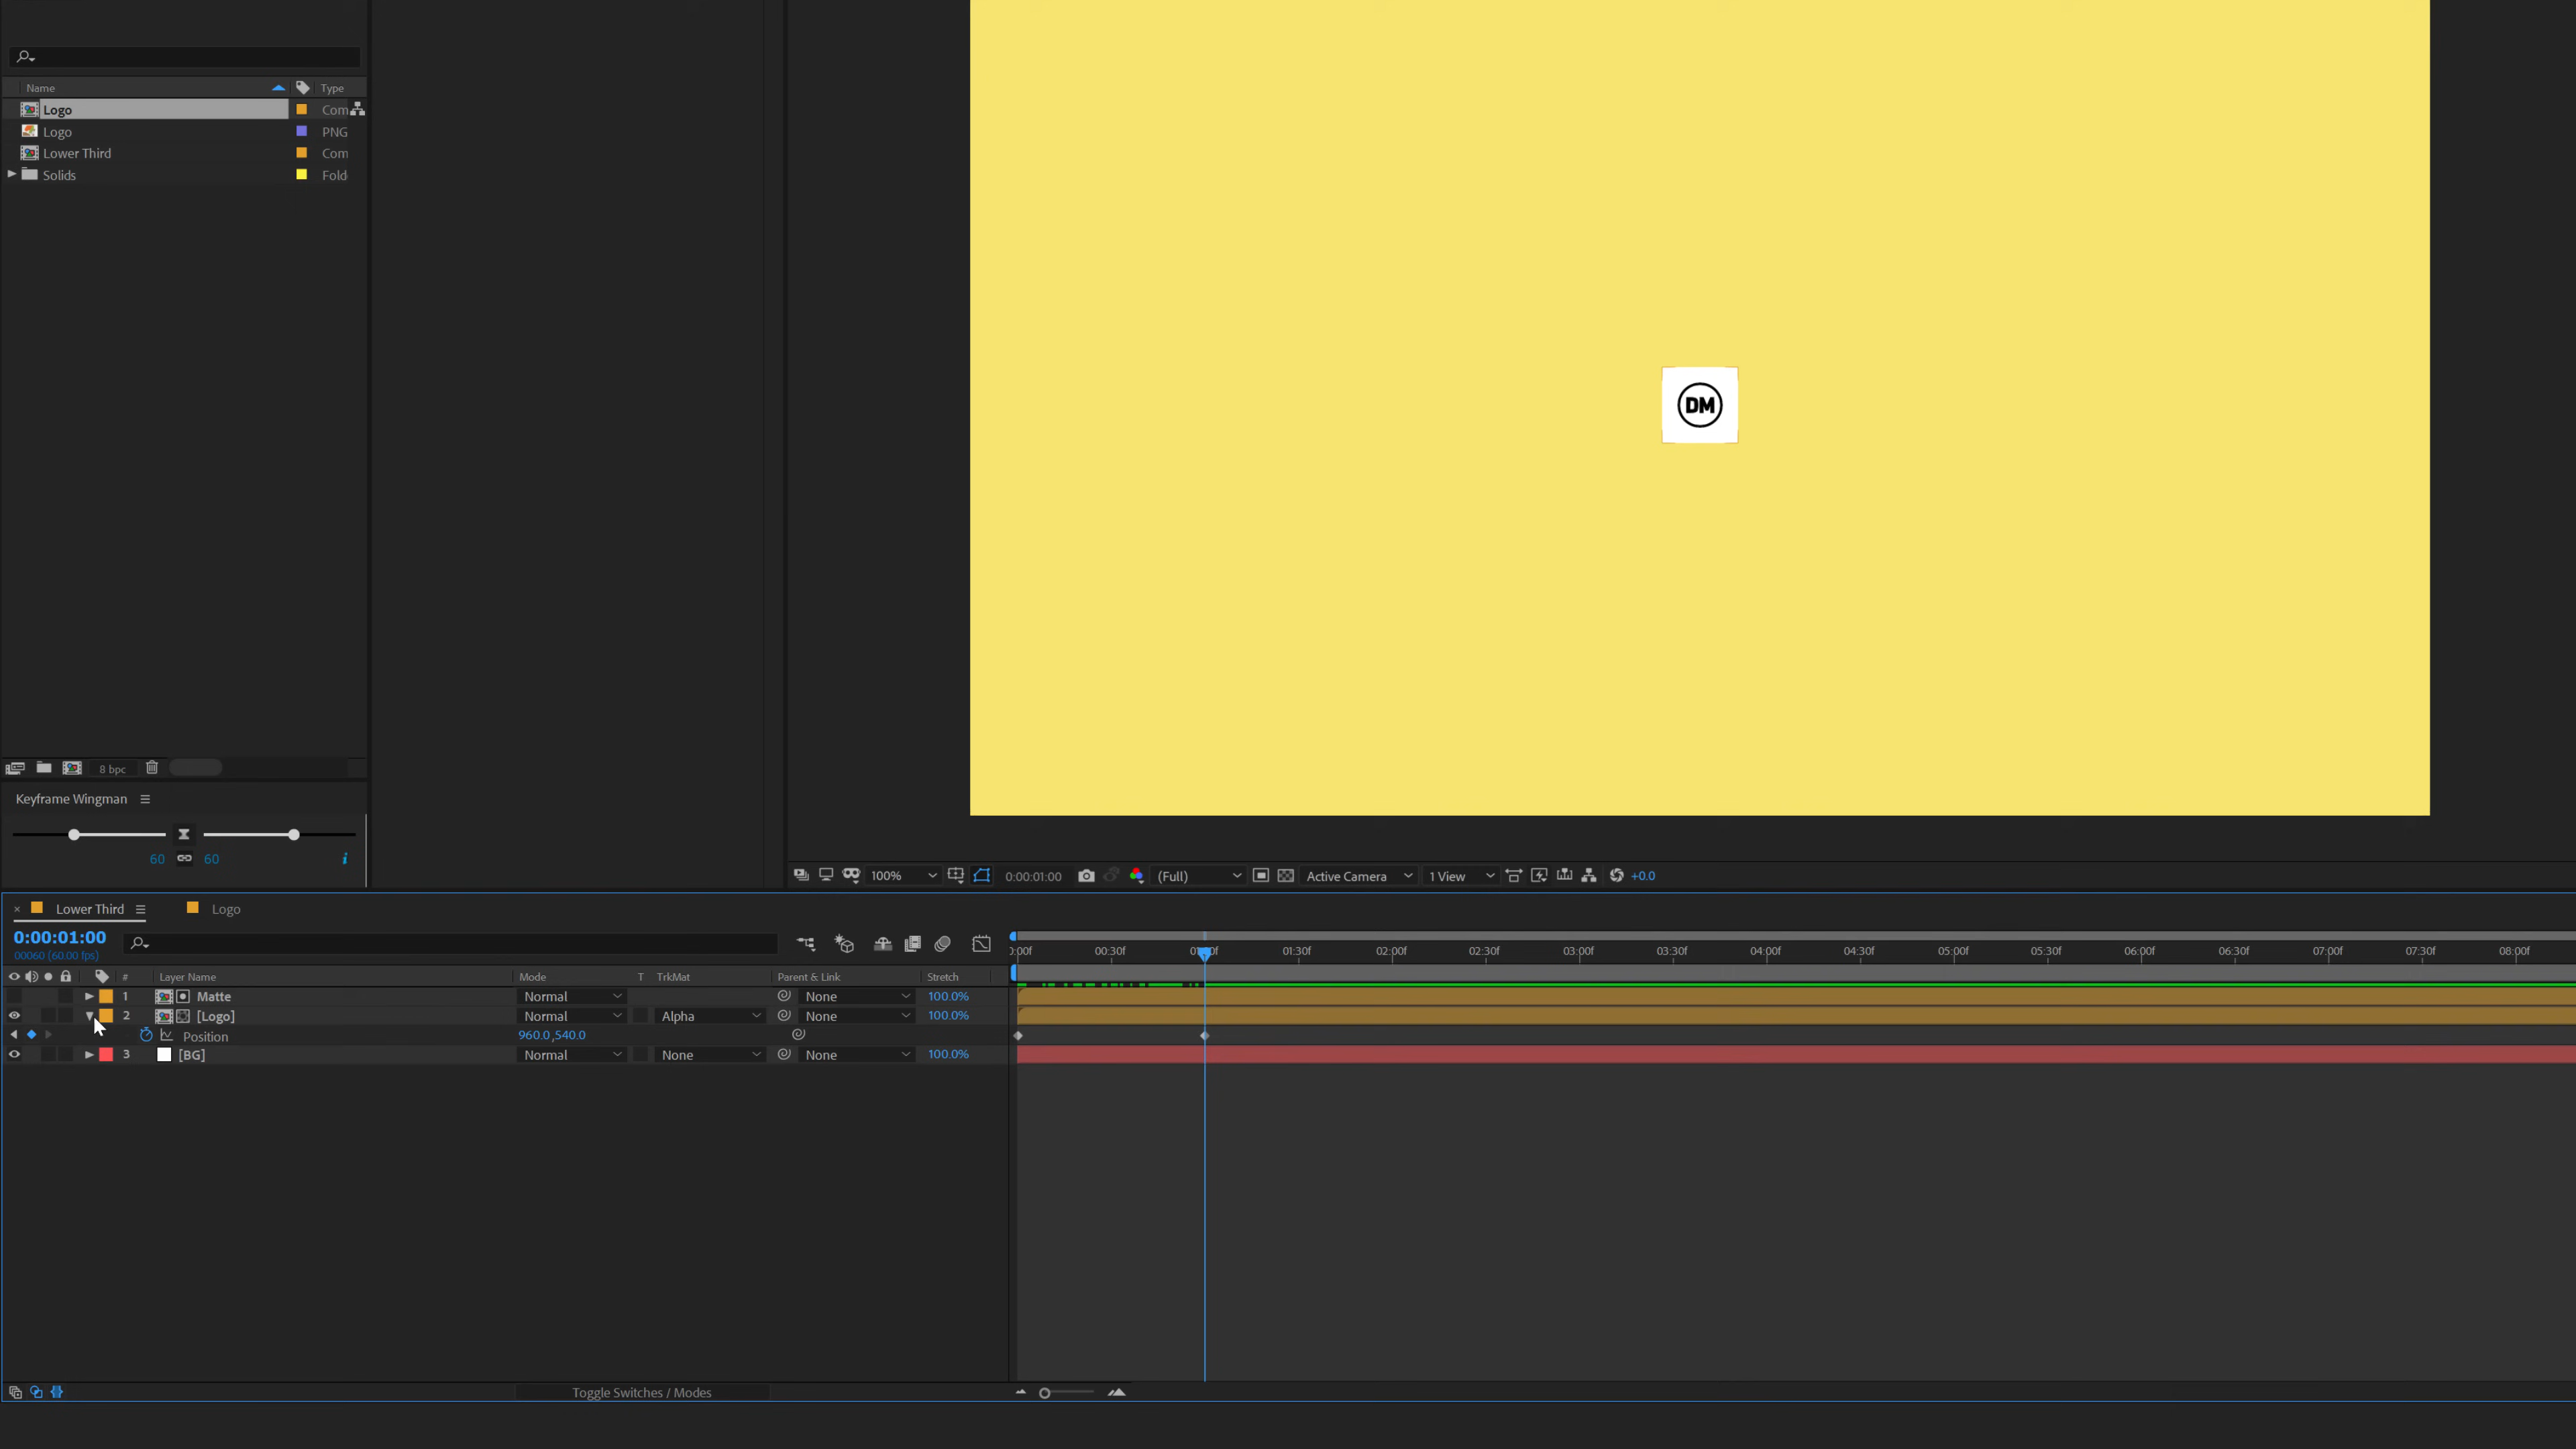 Name Type
Logo Com
Logo PNG
Lower Third Com
Solids Fold
DM
8 bpc
Keyframe Wingman
60 60 i
100% 0:00:01:00 (Full) Active Camera 1 View +0.0
× Lower Third Logo
0:00:01:00
00060 (60.00 fps)
0:00f 00:30f 01:30f 02:00f 02:30f 03:00f 03:30f 04:00f 04:30f 05:00f 05:30f 06:00f 06:30f 07:00f 07:30f 08:00f
# Layer Name Mode T TrkMat Parent & Link Stretch
1 Matte Normal None 100.0%
2 [Logo] Normal Alpha None 100.0%
Position 960.0,540.0
3 [BG] Normal None None 100.0%
Toggle Switches / Modes